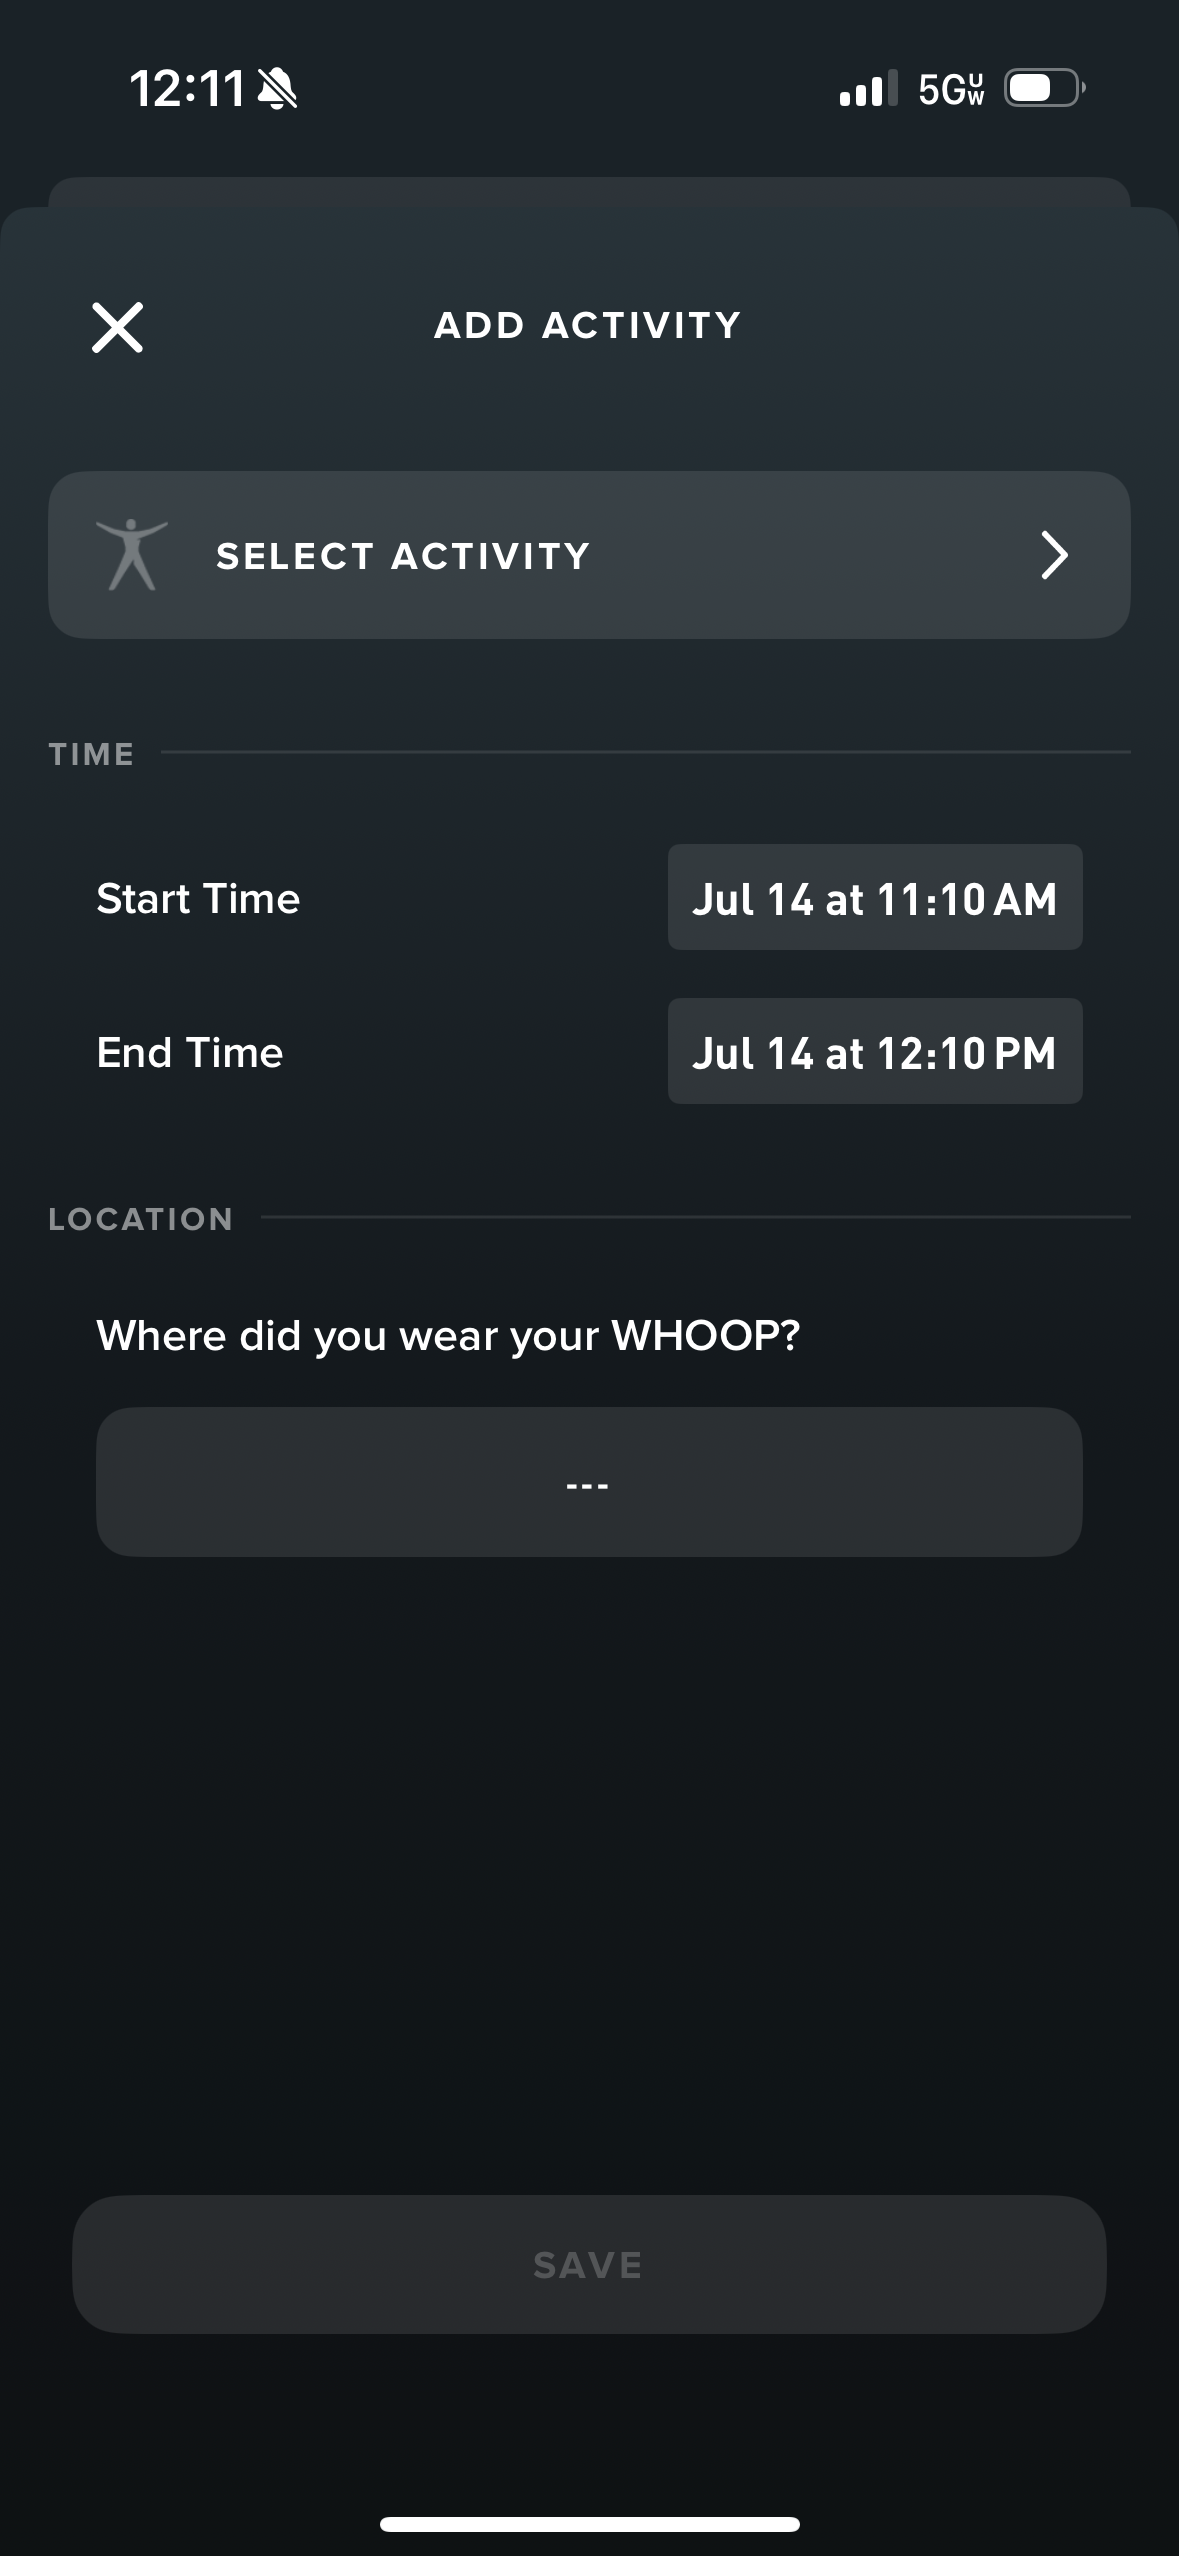 12:11
5G UW
ADD ACTIVITY
SELECT ACTIVITY
TIME
Start Time
Jul 14 at 11:10 AM
End Time
Jul 14 at 12:10 PM
LOCATION
Where did you wear your WHOOP?
---
SAVE